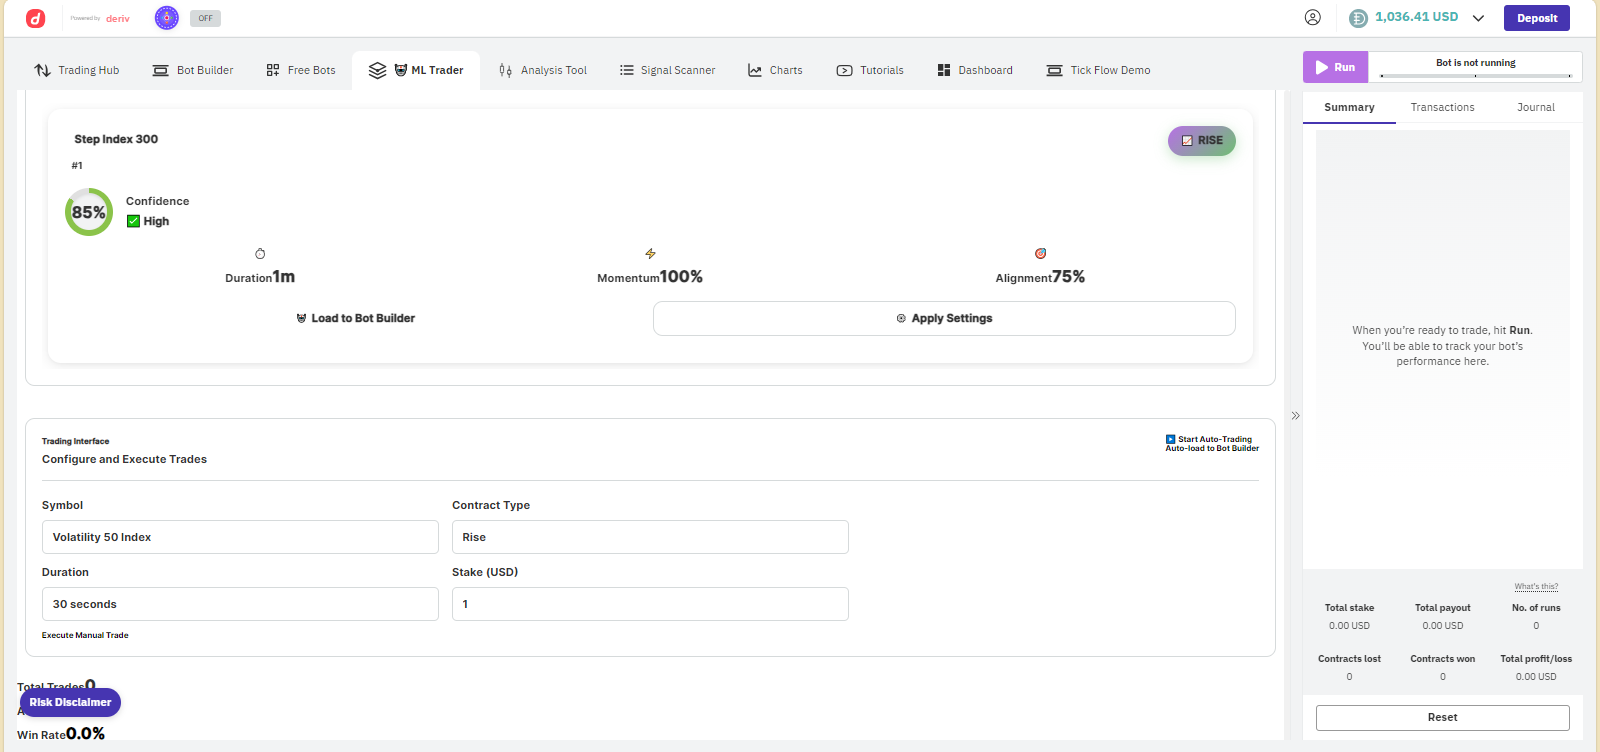 Powered by deriv
OFF
1,036.41 USD
Deposit
Trading Hub
Bot Builder
Free Bots
ML Trader
Analysis Tool
Signal Scanner
Charts
Tutorials
Dashboard
Tick Flow Demo
Run
Bot is not running
Step Index 300
RISE
#1
85%
Confidence
High
Duration1m
Momentum100%
Alignment75%
Load to Bot Builder
Apply Settings
Trading Interface
Configure and Execute Trades
Start Auto-Trading
Auto-load to Bot Builder
Symbol
Contract Type
Volatility 50 Index
Rise
Duration
Stake (USD)
30 seconds
1
Execute Manual Trade
Total Trades0
Risk Disclaimer
Win Rate0.0%
Summary
Transactions
Journal
When you're ready to trade, hit Run.
You'll be able to track your bot's
performance here.
What's this?
Total stake
Total payout
No. of runs
0.00 USD
0.00 USD
0
Contracts lost
Contracts won
Total profit/loss
0
0
0.00 USD
Reset